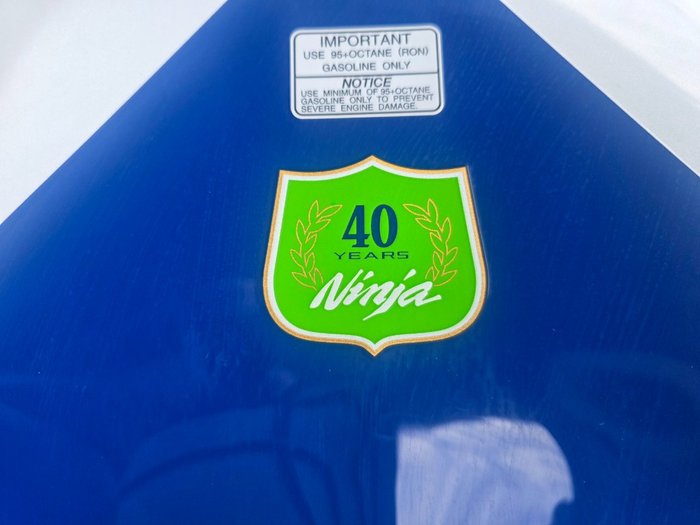 IMPORTANT
USE 95+OCTANE (RON)
GASOLINE ONLY
NOTICE
USE MINIMUM OF 95+OCTANE
GASOLINE ONLY TO PREVENT
SEVERE ENGINE DAMAGE.
40
YEARS
Ninja